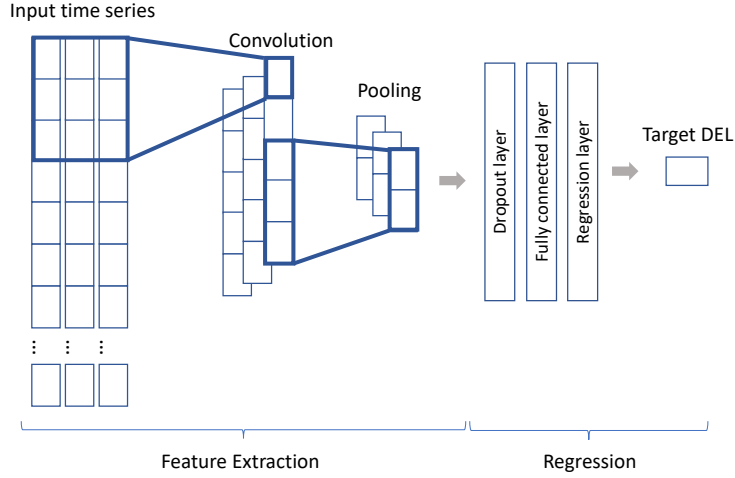 Input time series
Convolution
Pooling
Dropout layer
Fully connected layer
Regression layer
Target DEL
... ... ...
Feature Extraction
Regression